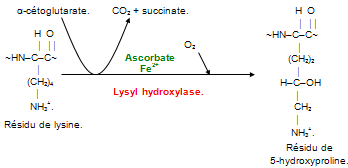 α-cétoglutarate.
CO₂ + succinate.
H O
~HN–C–C~
(CH₂)₄
NH₃⁺.
Résidu de lysine.
O₂
Ascorbate
Fe²⁺
Lysyl hydroxylase.
H O
~HN–C–C~
(CH₂)₂
H–C–OH
CH₂
NH₃⁺.
Résidu de
5-hydroxyproline.